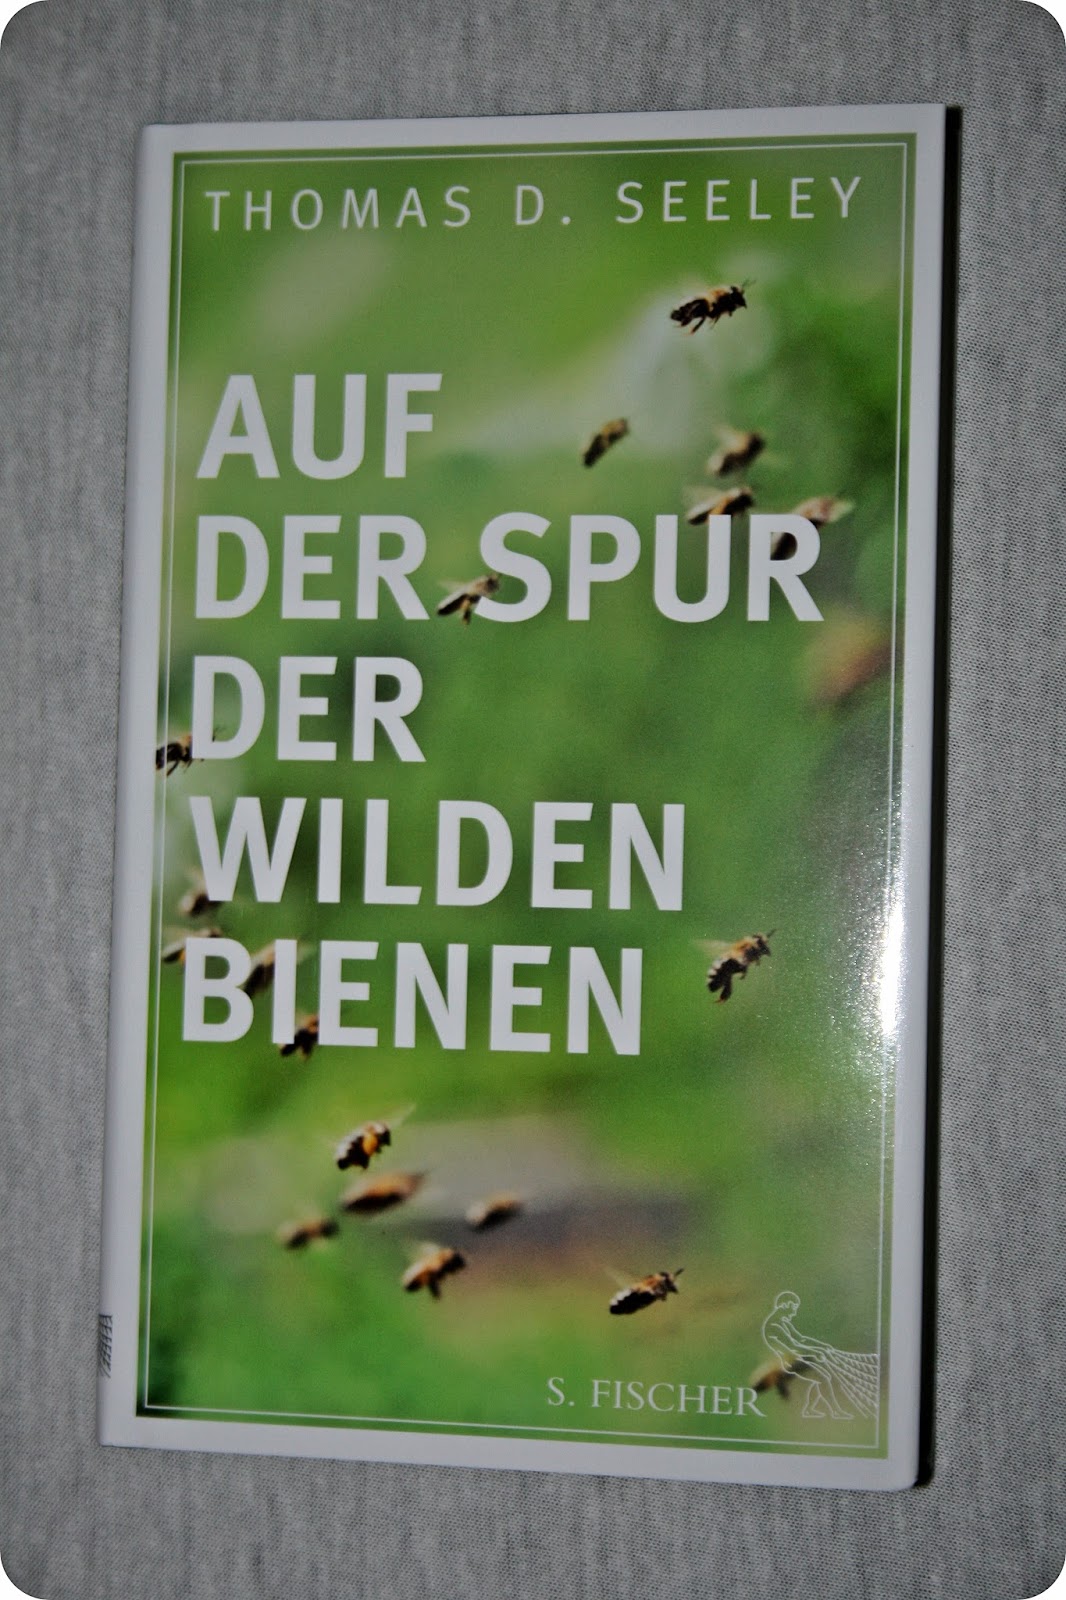 THOMAS D. SEELEY
AUF
DER SPUR
DER
WILDEN
BIENEN
S. FISCHER